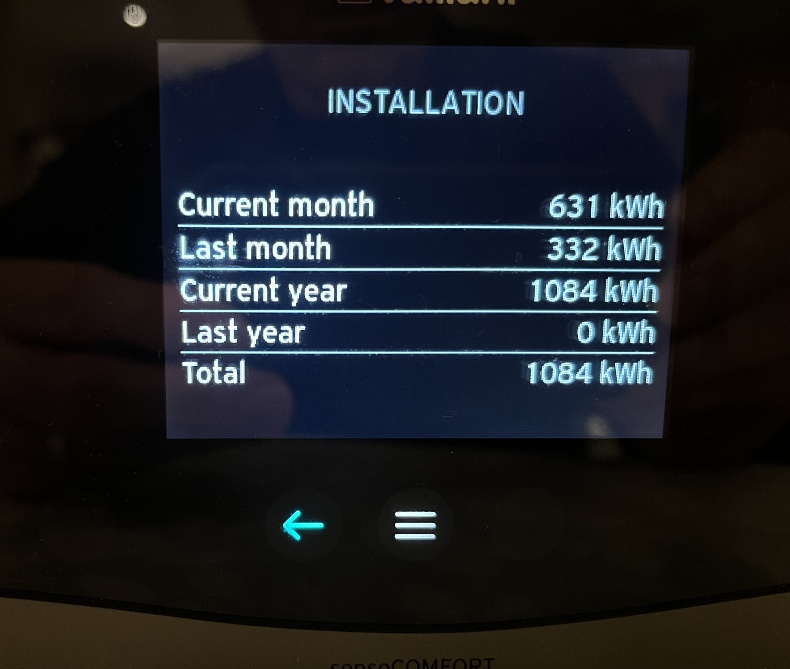 INSTALLATION
Current month 631 kWh
Last month 332 kWh
Current year 1084 kWh
Last year 0 kWh
Total 1084 kWh
sensoCOMFORT